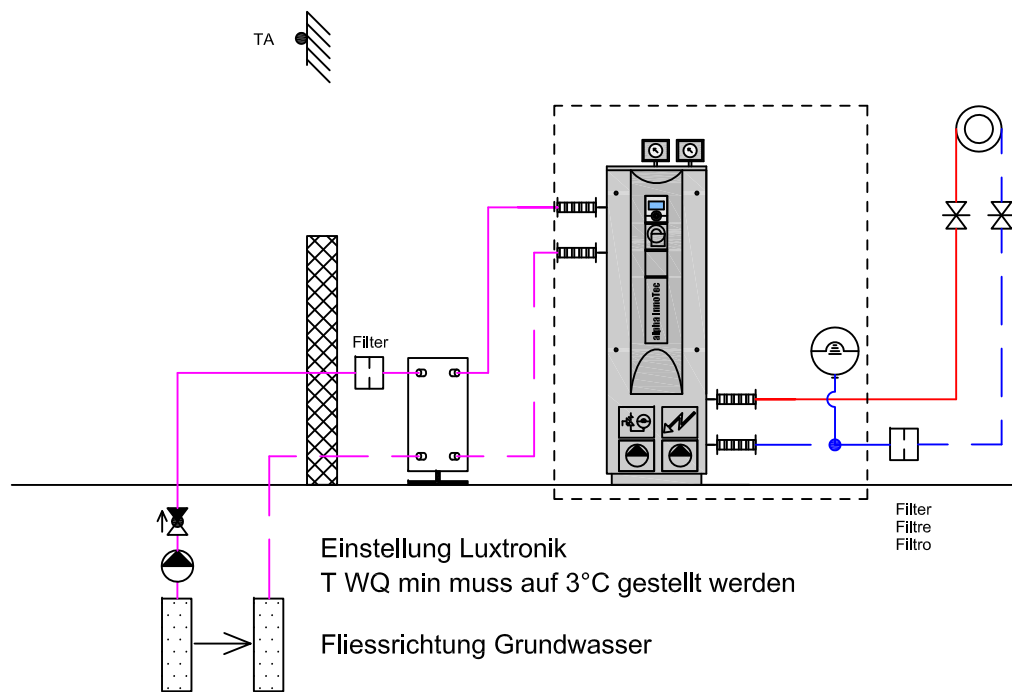 TA
alpha InnoTec
Filter
Filter
Filtre
Filtro
Einstellung Luxtronik
T WQ min muss auf 3°C gestellt werden
Fliessrichtung Grundwasser